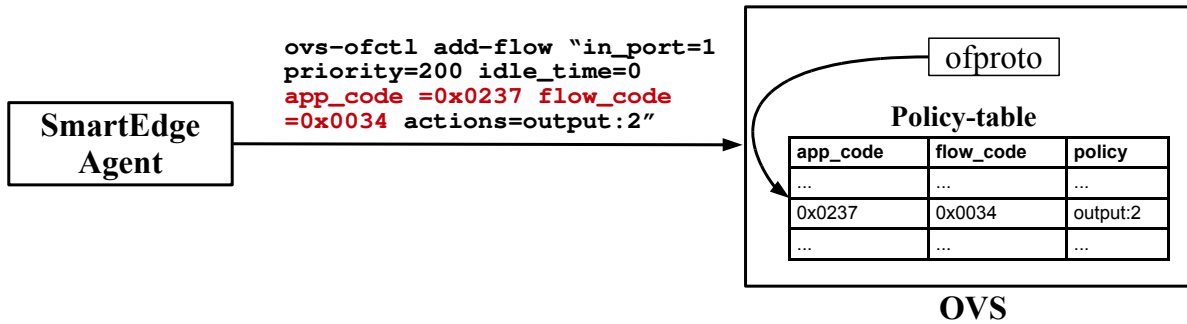 ovs-ofctl add-flow “in_port=1
priority=200 idle_time=0
app_code =0x0237 flow_code
=0x0034 actions=output:2”
SmartEdge
Agent
ofproto
Policy-table
app_code flow_code policy
... ... ...
0x0237 0x0034 output:2
... ... ...
OVS